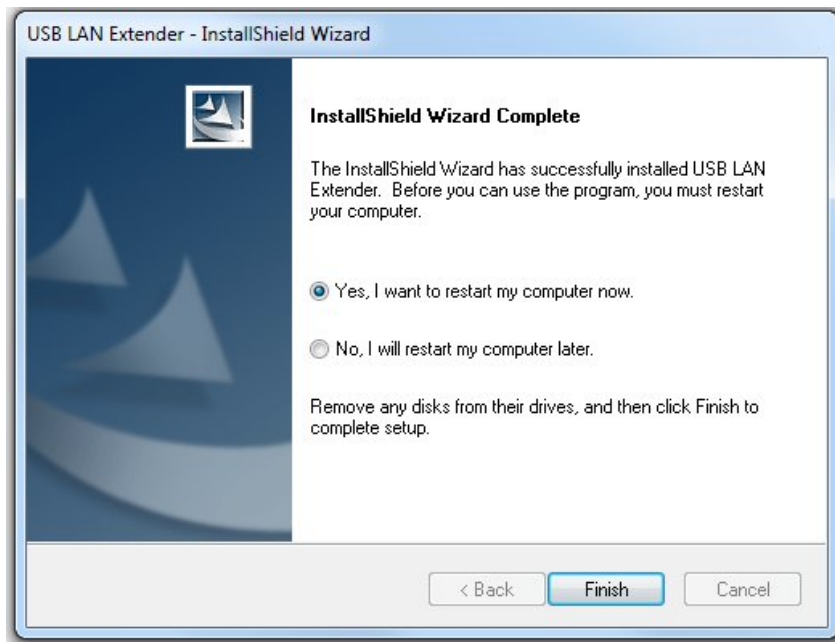 USB LAN Extender - InstallShield Wizard
InstallShield Wizard Complete
The InstallShield Wizard has successfully installed USB LAN
Extender.  Before you can use the program, you must restart
your computer.
Yes, I want to restart my computer now.
No, I will restart my computer later.
Remove any disks from their drives, and then click Finish to
complete setup.
< Back
Finish
Cancel